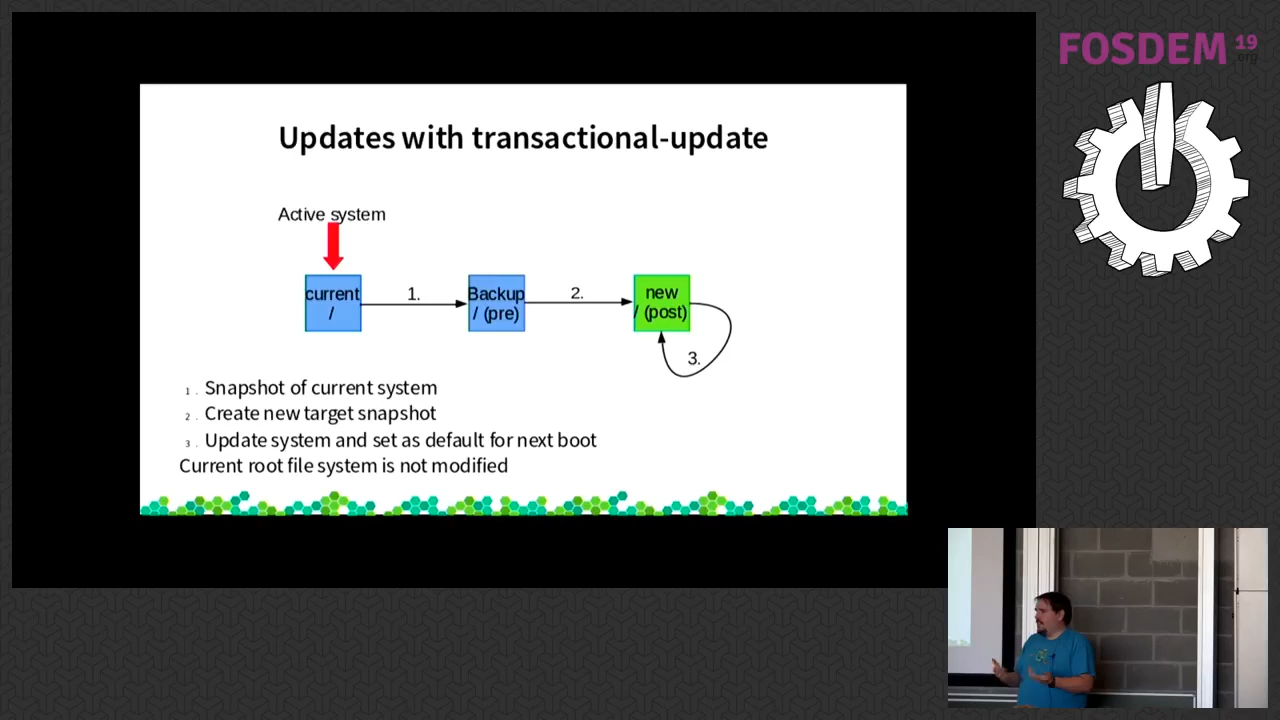 FOSDEM 19
.org
Updates with transactional-update
Active system
current
/
1.
Backup
/ (pre)
2.
new
/ (post)
3.
1 . Snapshot of current system
2 . Create new target snapshot
3 . Update system and set as default for next boot
Current root file system is not modified